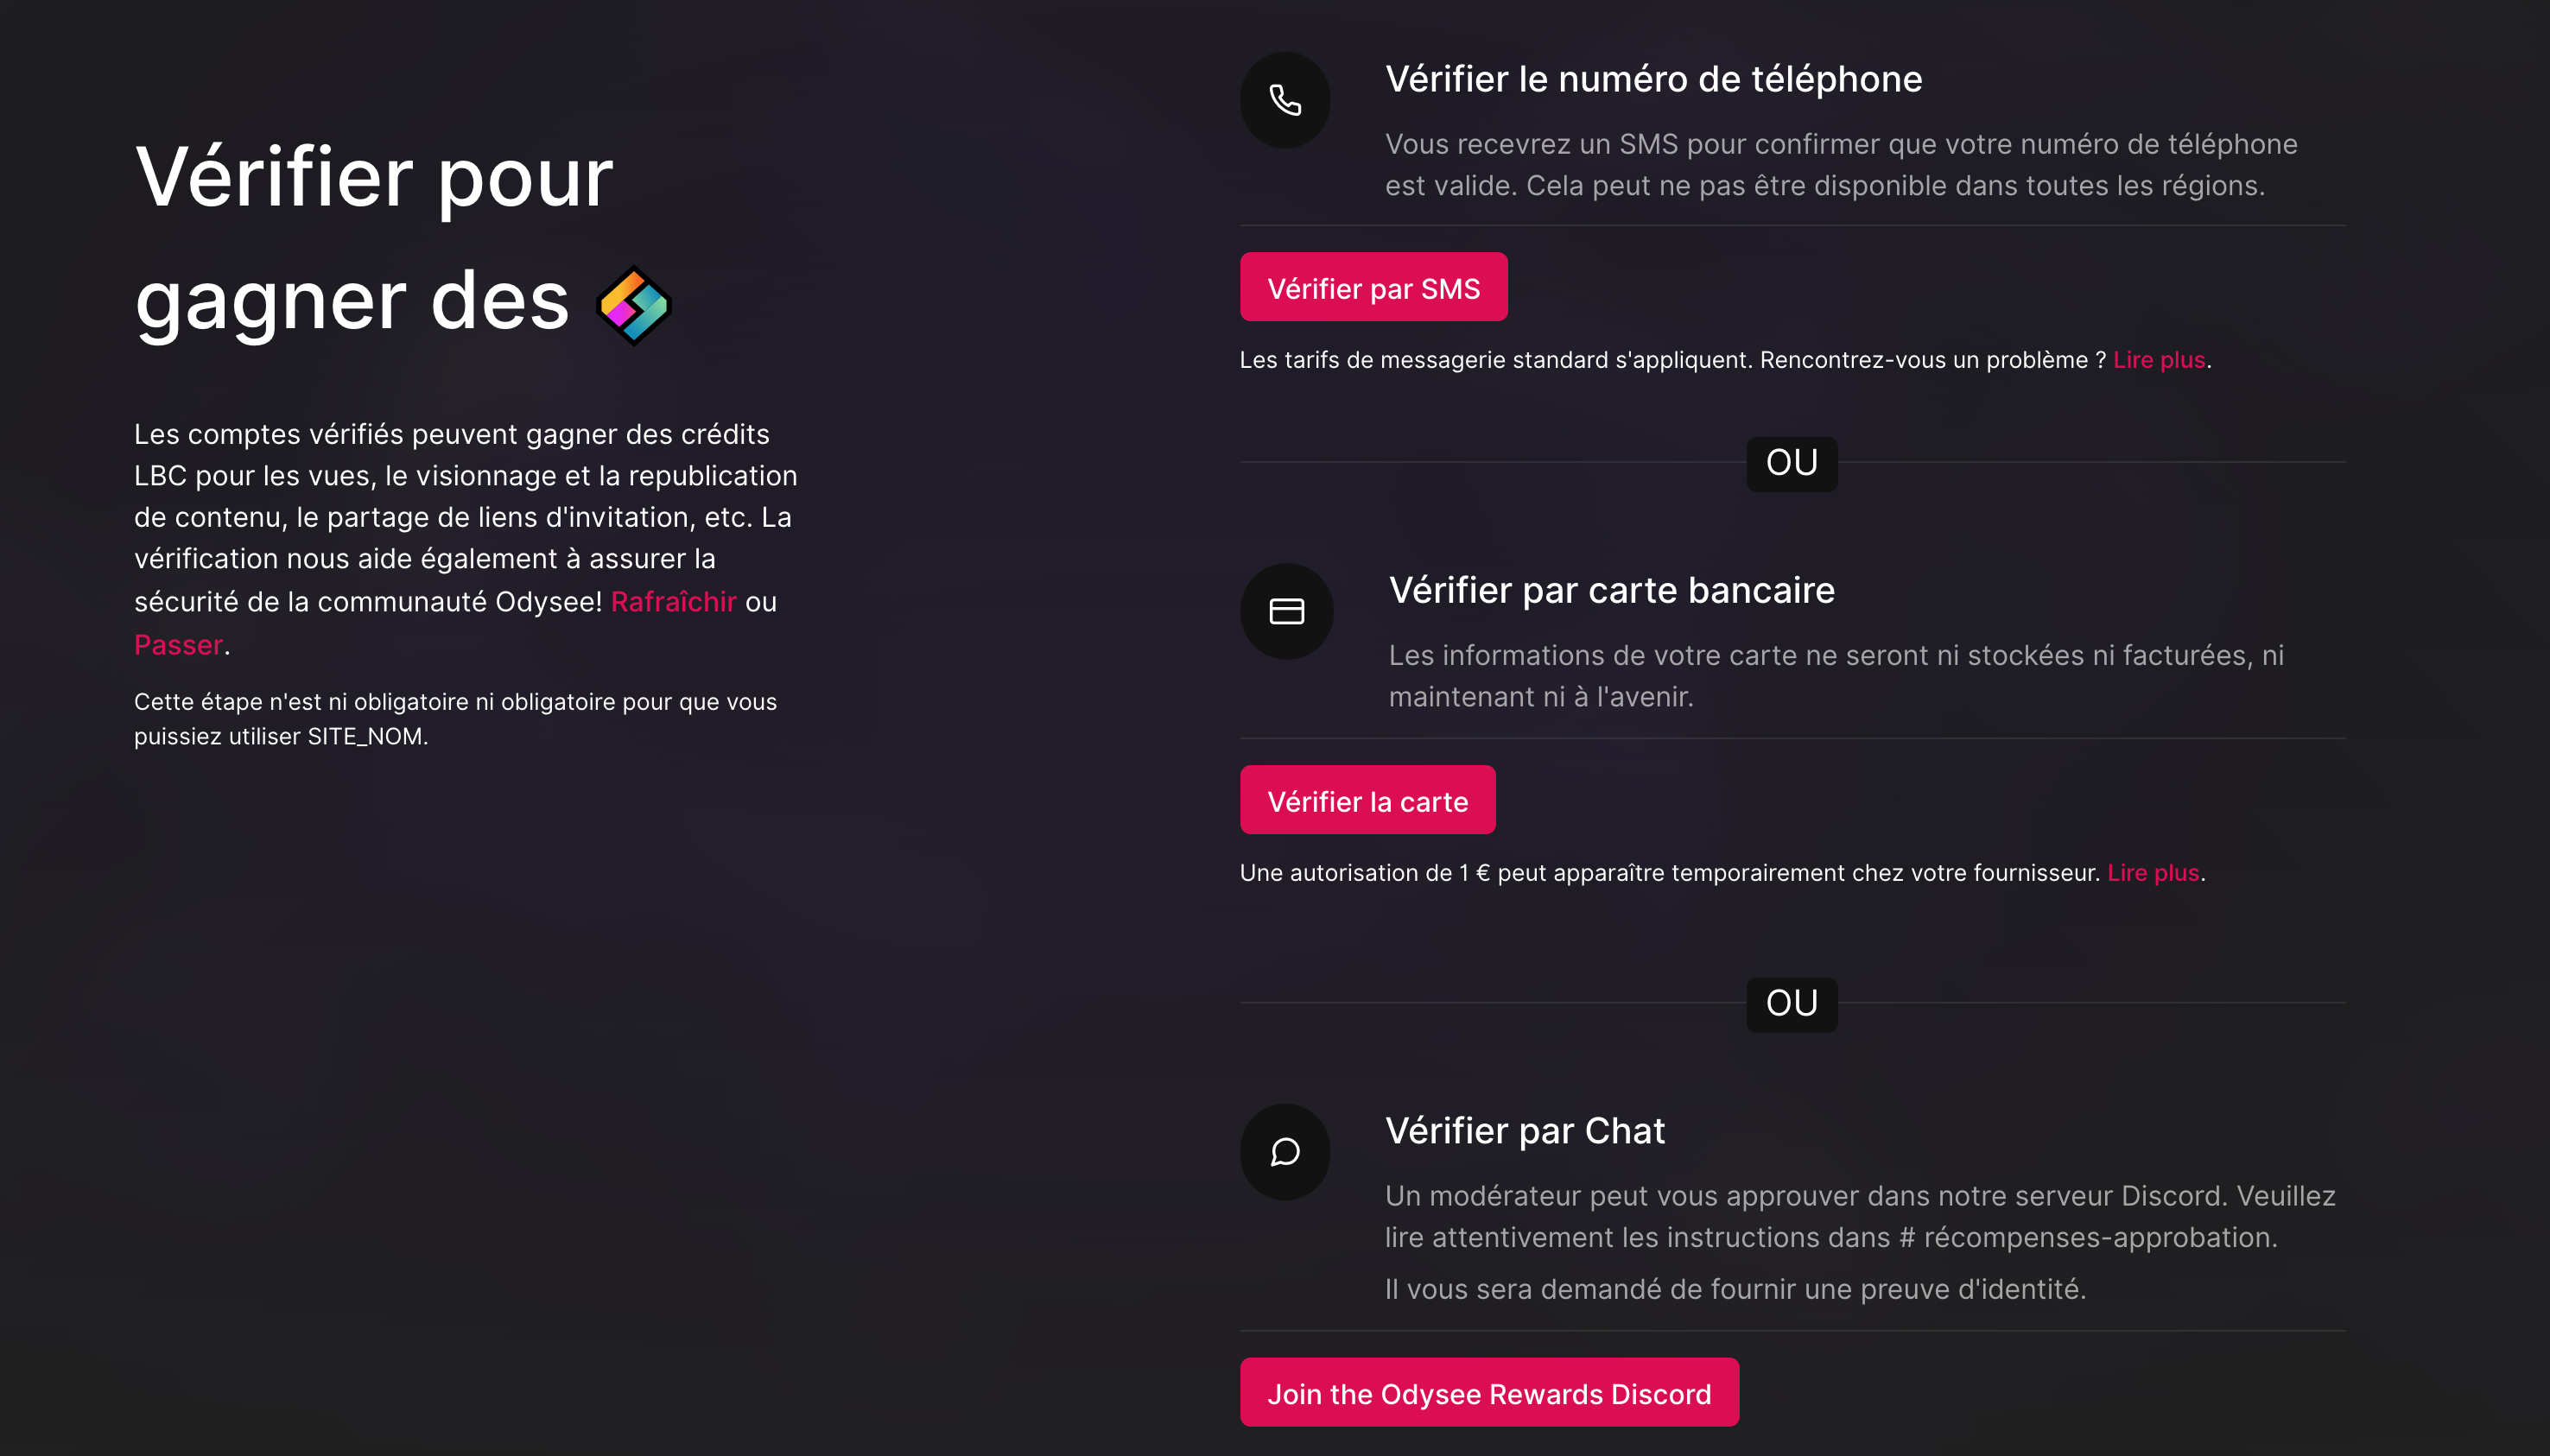 Vérifier pour
gagner des
Les comptes vérifiés peuvent gagner des crédits
LBC pour les vues, le visionnage et la republication
de contenu, le partage de liens d'invitation, etc. La
vérification nous aide également à assurer la
sécurité de la communauté Odysee! Rafraîchir ou
Passer.
Cette étape n'est ni obligatoire ni obligatoire pour que vous
puissiez utiliser SITE_NOM.
Vérifier le numéro de téléphone
Vous recevrez un SMS pour confirmer que votre numéro de téléphone
est valide. Cela peut ne pas être disponible dans toutes les régions.
Vérifier par SMS
Les tarifs de messagerie standard s'appliquent. Rencontrez-vous un problème ? Lire plus.
OU
Vérifier par carte bancaire
Les informations de votre carte ne seront ni stockées ni facturées, ni
maintenant ni à l'avenir.
Vérifier la carte
Une autorisation de 1 € peut apparaître temporairement chez votre fournisseur. Lire plus.
OU
Vérifier par Chat
Un modérateur peut vous approuver dans notre serveur Discord. Veuillez
lire attentivement les instructions dans # récompenses-approbation.
Il vous sera demandé de fournir une preuve d'identité.
Join the Odysee Rewards Discord